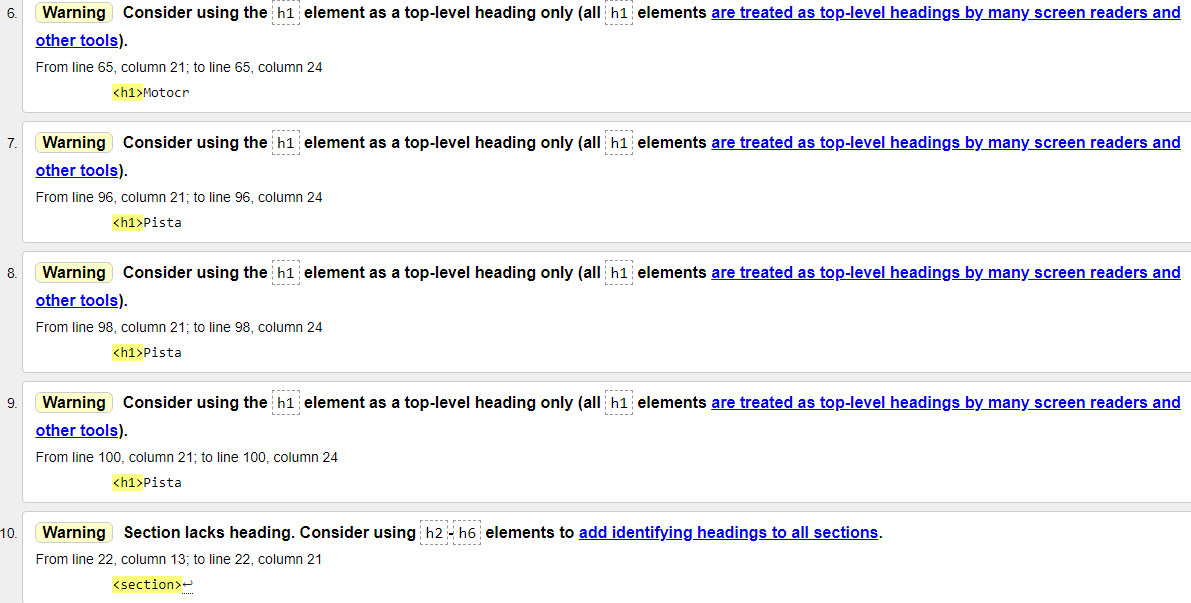 6. Warning Consider using the h1 element as a top-level heading only (all h1 elements are treated as top-level headings by many screen readers and
other tools).
From line 65, column 21; to line 65, column 24
<h1>Motocr
7. Warning Consider using the h1 element as a top-level heading only (all h1 elements are treated as top-level headings by many screen readers and
other tools).
From line 96, column 21; to line 96, column 24
<h1>Pista
8. Warning Consider using the h1 element as a top-level heading only (all h1 elements are treated as top-level headings by many screen readers and
other tools).
From line 98, column 21; to line 98, column 24
<h1>Pista
9. Warning Consider using the h1 element as a top-level heading only (all h1 elements are treated as top-level headings by many screen readers and
other tools).
From line 100, column 21; to line 100, column 24
<h1>Pista
10. Warning Section lacks heading. Consider using h2-h6 elements to add identifying headings to all sections.
From line 22, column 13; to line 22, column 21
<section>↩